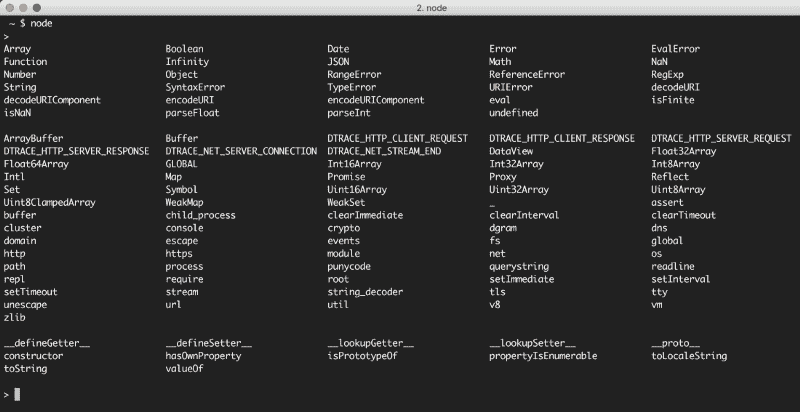 2. node
~ $ node
>
Array Boolean Date Error EvalError
Function Infinity JSON Math NaN
Number Object RangeError ReferenceError RegExp
String SyntaxError TypeError URIError decodeURI
decodeURIComponent encodeURI encodeURIComponent eval isFinite
isNaN parseFloat parseInt undefined
ArrayBuffer Buffer DTRACE_HTTP_CLIENT_REQUEST DTRACE_HTTP_CLIENT_RESPONSE DTRACE_HTTP_SERVER_REQUEST
DTRACE_HTTP_SERVER_RESPONSE DTRACE_NET_SERVER_CONNECTION DTRACE_NET_STREAM_END DataView Float32Array
Float64Array GLOBAL Int16Array Int32Array Int8Array
Intl Map Promise Proxy Reflect
Set Symbol Uint16Array Uint32Array Uint8Array
Uint8ClampedArray WeakMap WeakSet … assert
buffer child_process clearImmediate clearInterval clearTimeout
cluster console crypto dgram dns
domain escape events fs global
http https module net os
path process punycode querystring readline
repl require root setImmediate setInterval
setTimeout stream string_decoder tls tty
unescape url util v8 vm
zlib
__defineGetter__ __defineSetter__ __lookupGetter__ __lookupSetter__ __proto__
constructor hasOwnProperty isPrototypeOf propertyIsEnumerable toLocaleString
toString valueOf
>